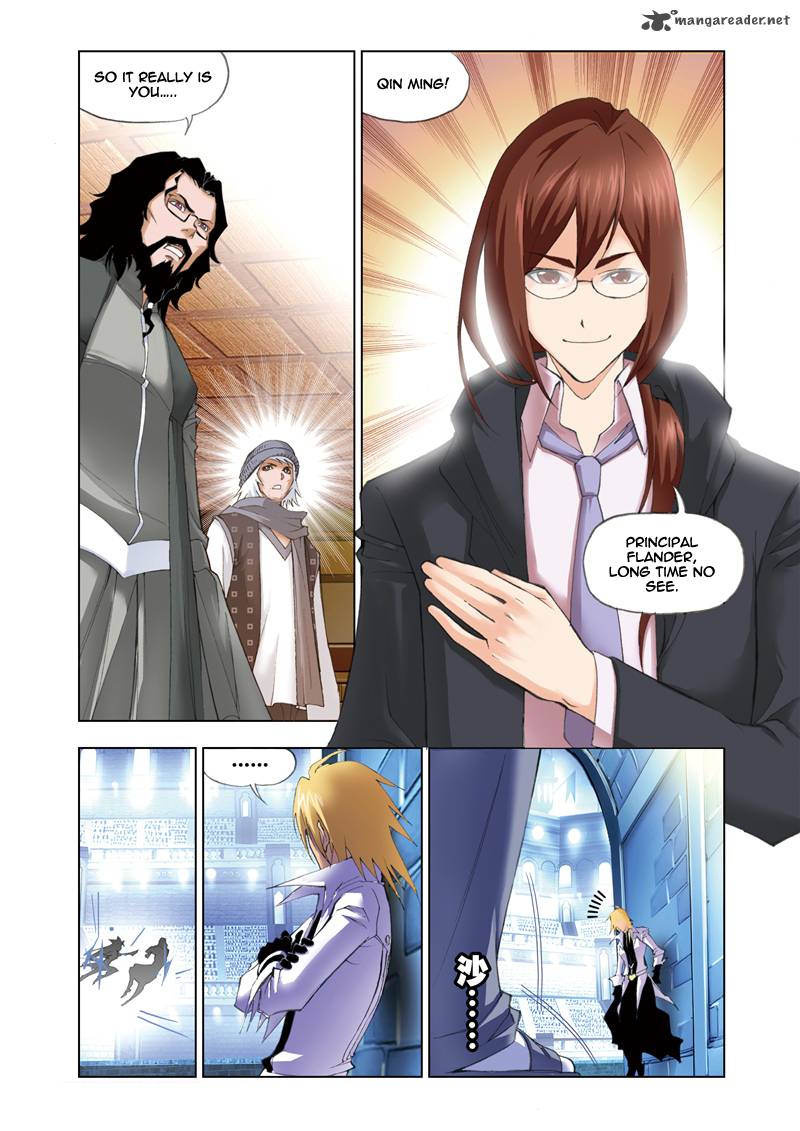 mangareader.net
SO IT REALLY IS
YOU.....
QIN MING!
PRINCIPAL
FLANDER,
LONG TIME NO
SEE.
......
沙......